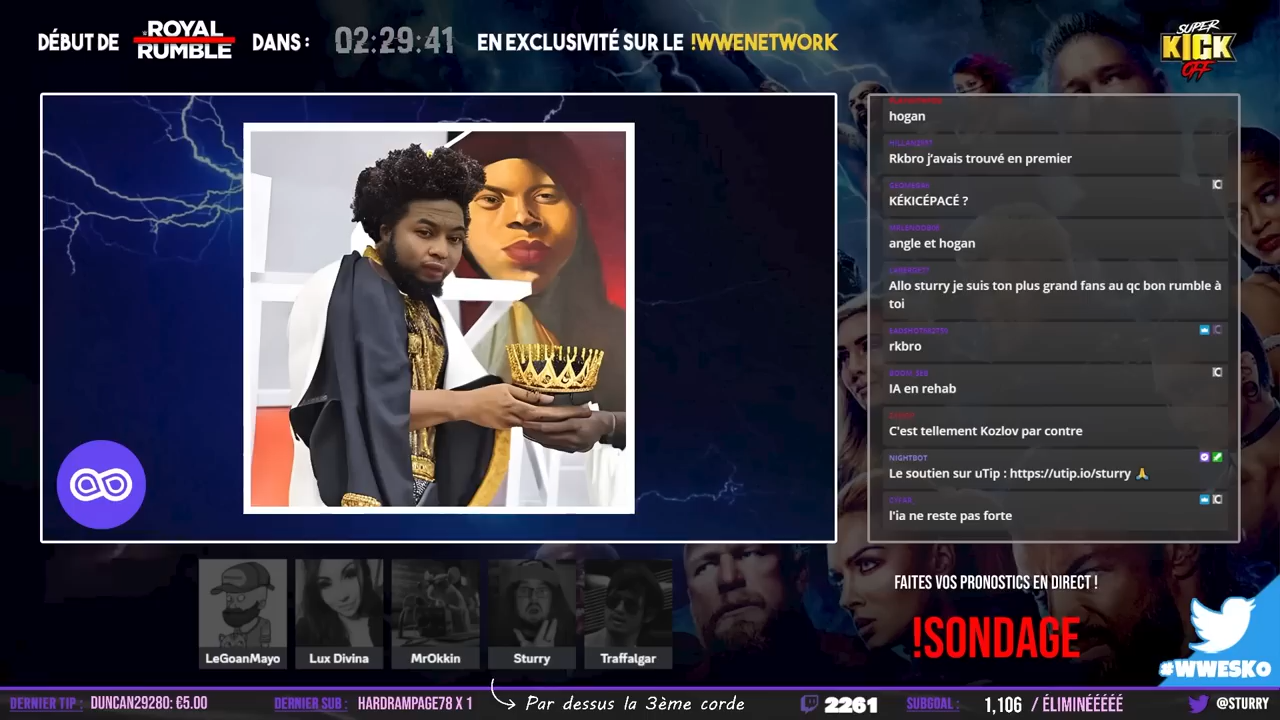 DÉBUT DE ROYAL RUMBLE DANS : 02:29:41 EN EXCLUSIVITÉ SUR LE !WWENETWORK
SUPER KICK OFF
hogan
Rkbro j'avais trouvé en premier
KÉKICÉPACÉ ?
angle et hogan
Allo sturry je suis ton plus grand fans au qc bon rumble à
toi
rkbro
IA en rehab
C'est tellement Kozlov par contre
NIGHTBOT
Le soutien sur uTip : https://utip.io/sturry 🙏
l'ia ne reste pas forte
LeGoanMayo
Lux Divina
MrOkkin
Sturry
Traffalgar
FAITES VOS PRONOSTICS EN DIRECT !
!SONDAGE
#WWESKO
DERNIER TIP : DUNCAN29280: €5.00
DERNIER SUB : HARDRAMPAGE78 X 1
Par dessus la 3ème corde
2261
SUBGOAL : 1,106 / ÉLIMINÉÉÉÉÉ
@STURRY